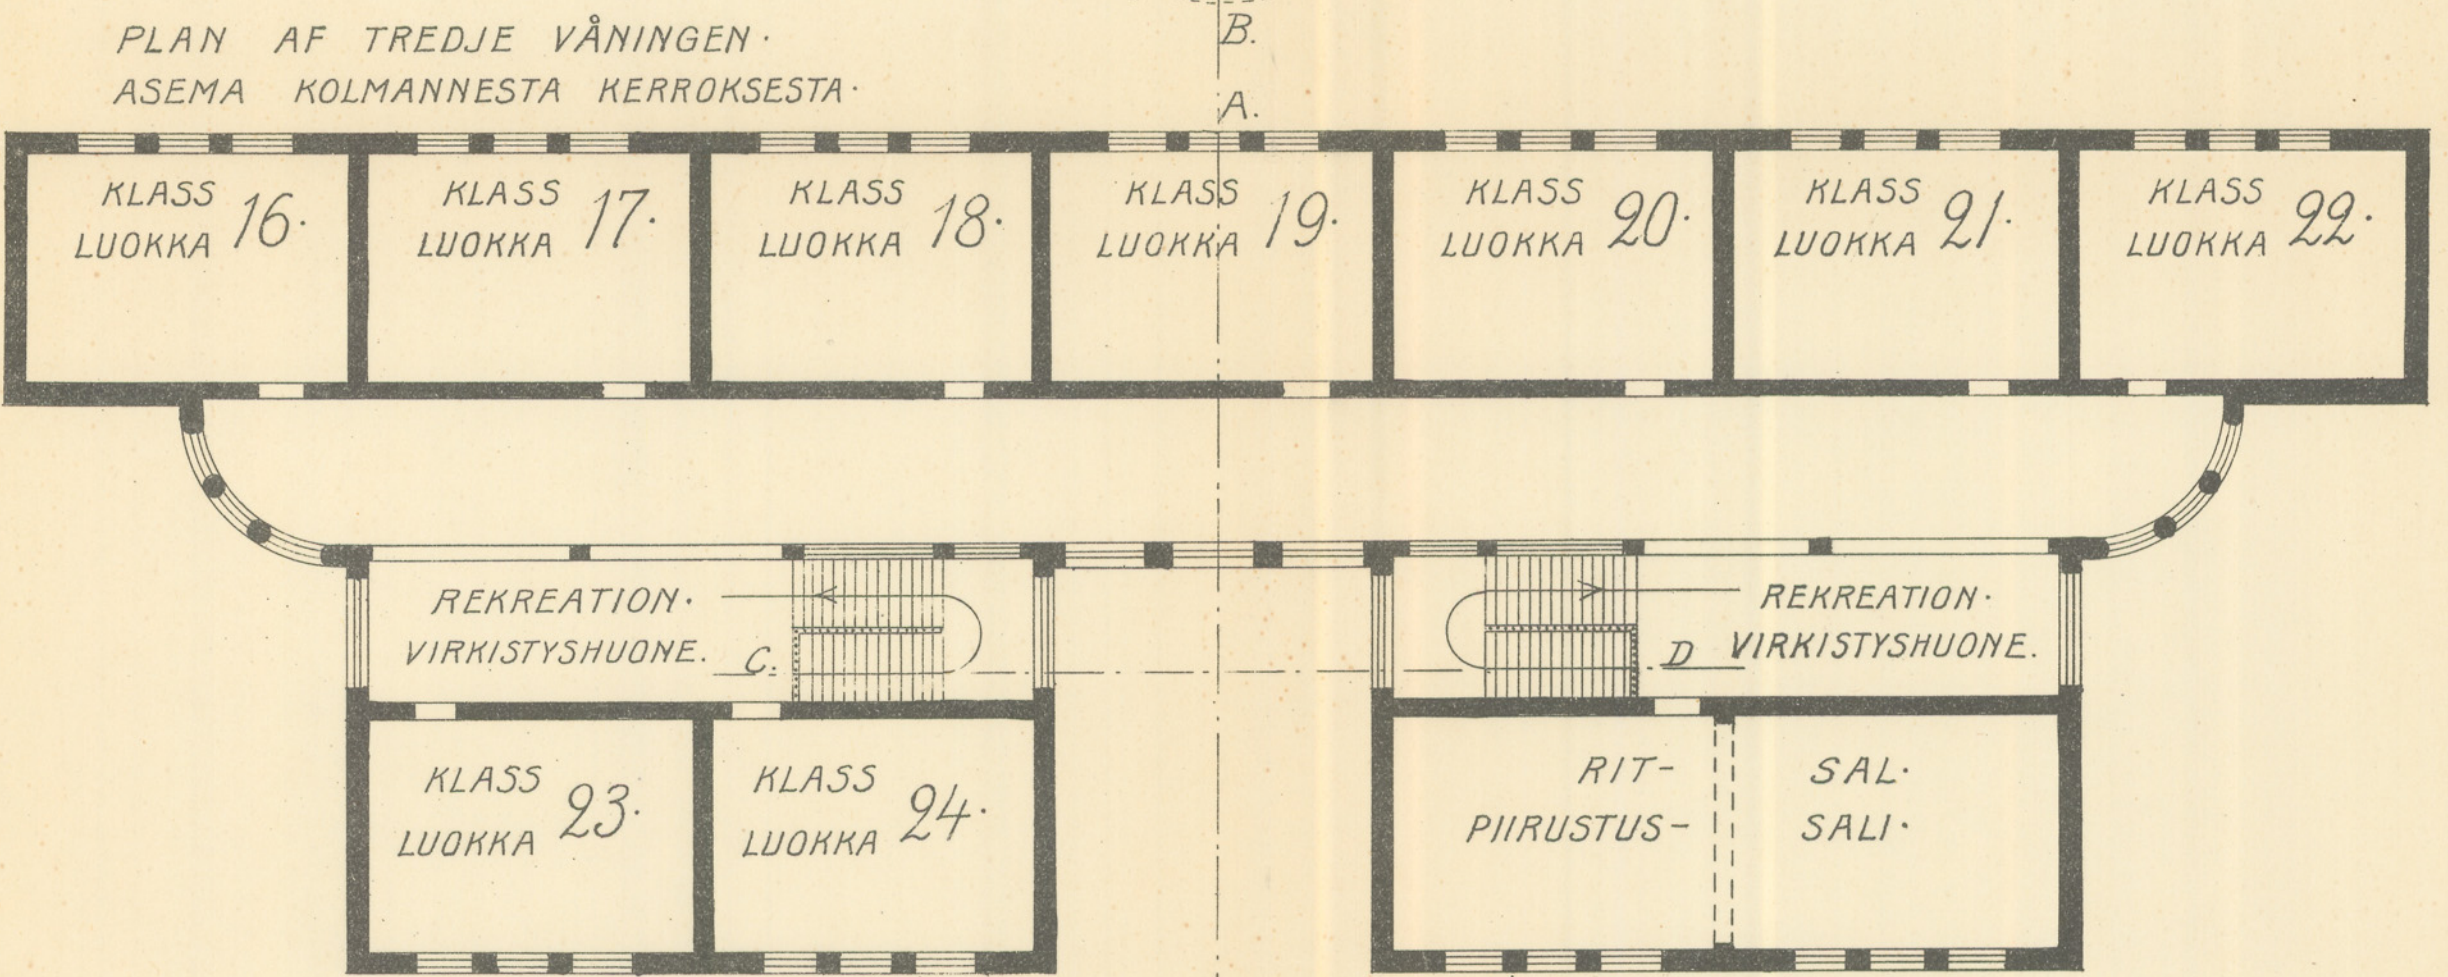 PLAN AF TREDJE VÅNINGEN·
ASEMA KOLMANNESTA KERROKSESTA·
B.
A.
KLASS
LUOKKA 16·
KLASS
LUOKKA 17·
KLASS
LUOKKA 18·
KLASS
LUOKKA 19·
KLASS
LUOKKA 20·
KLASS
LUOKKA 21·
KLASS
LUOKKA 22·
REKREATION·
VIRKISTYSHUONE.
C.
D
REKREATION·
VIRKISTYSHUONE.
KLASS
LUOKKA 23·
KLASS
LUOKKA 24·
RIT- SAL·
PIIRUSTUS- SALI·